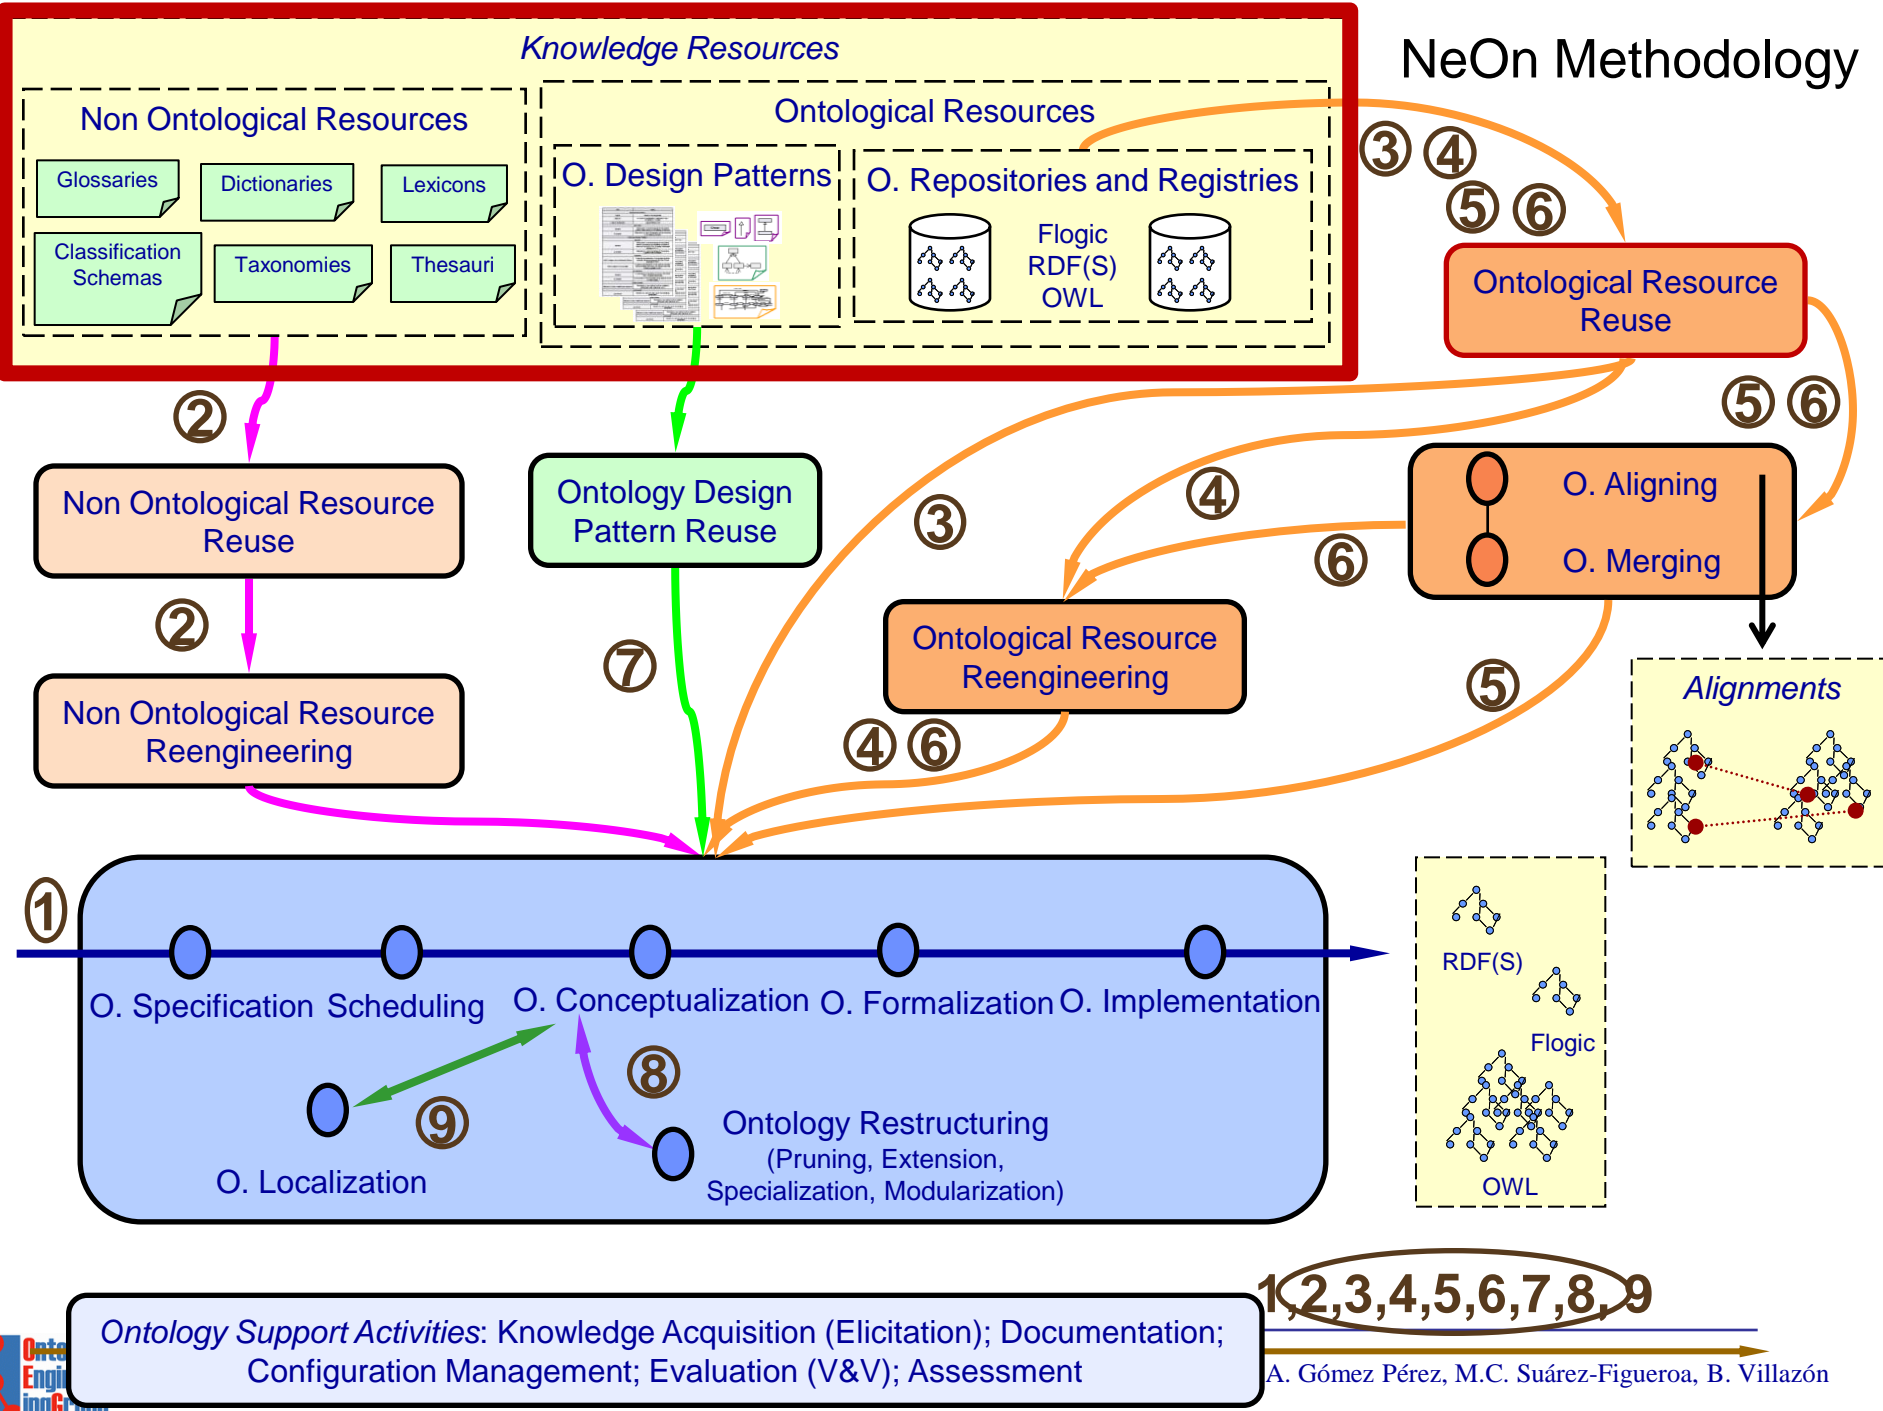 Knowledge Resources
NeOn Methodology
Non Ontological Resources
Ontological Resources
Glossaries
Dictionaries
Lexicons
Classification
Schemas
Taxonomies
Thesauri
O. Design Patterns
O. Repositories and Registries
Flogic
RDF(S)
OWL
3 4
5 6
Ontological Resource
Reuse
2
5 6
Non Ontological Resource
Reuse
Ontology Design
Pattern Reuse
3
4
6
O. Aligning
O. Merging
2
7
Ontological Resource
Reengineering
5
Non Ontological Resource
Reengineering
4 6
Alignments
1
O. Specification
Scheduling
O. Conceptualization
O. Formalization
O. Implementation
8
9
O. Localization
Ontology Restructuring
(Pruning, Extension,
Specialization, Modularization)
RDF(S)
Flogic
OWL
1,2,3,4,5,6,7,8, 9
Ontology Support Activities: Knowledge Acquisition (Elicitation); Documentation;
Configuration Management; Evaluation (V&V); Assessment
A. Gómez Pérez, M.C. Suárez-Figueroa, B. Villazón